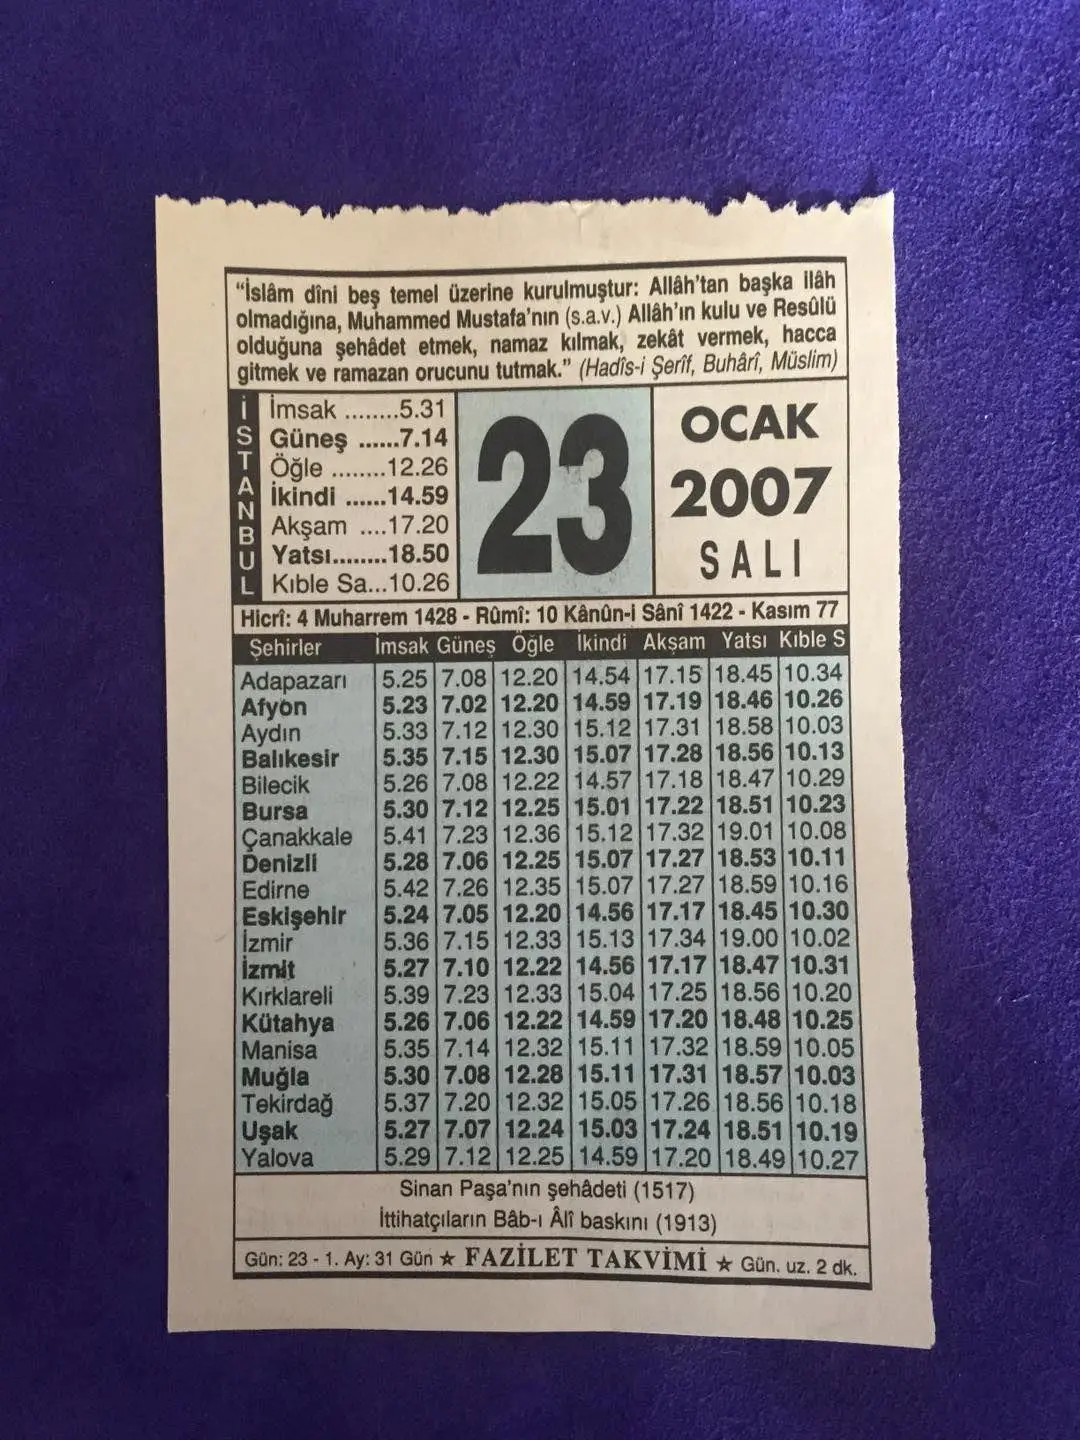 “İslâm dîni beş temel üzerine kurulmuştur: Allâh’tan başka ilâh
olmadığına, Muhammed Mustafa’nın (s.a.v.) Allâh’ın kulu ve Resûlü
olduğuna şehâdet etmek, namaz kılmak, zekât vermek, hacca
gitmek ve ramazan orucunu tutmak.” (Hadîs-i Şerîf, Buhârî, Müslim)
İSTANBUL
İmsak ........5.31
Güneş ......7.14
Öğle ........12.26
İkindi ......14.59
Akşam ....17.20
Yatsı........18.50
Kıble Sa...10.26
23
OCAK
2007
SALI
Hicrî: 4 Muharrem 1428 - Rûmî: 10 Kânûn-i Sânî 1422 - Kasım 77
Şehirler İmsak Güneş Öğle İkindi Akşam Yatsı Kıble S
Adapazarı 5.25 7.08 12.20 14.54 17.15 18.45 10.34
Afyon 5.23 7.02 12.20 14.59 17.19 18.46 10.26
Aydın 5.33 7.12 12.30 15.12 17.31 18.58 10.03
Balıkesir 5.35 7.15 12.30 15.07 17.28 18.56 10.13
Bilecik 5.26 7.08 12.22 14.57 17.18 18.47 10.29
Bursa 5.30 7.12 12.25 15.01 17.22 18.51 10.23
Çanakkale 5.41 7.23 12.36 15.12 17.32 19.01 10.08
Denizli 5.28 7.06 12.25 15.07 17.27 18.53 10.11
Edirne 5.42 7.26 12.35 15.07 17.27 18.59 10.16
Eskişehir 5.24 7.05 12.20 14.56 17.17 18.45 10.30
İzmir 5.36 7.15 12.33 15.13 17.34 19.00 10.02
İzmit 5.27 7.10 12.22 14.56 17.17 18.47 10.31
Kırklareli 5.39 7.23 12.33 15.04 17.25 18.56 10.20
Kütahya 5.26 7.06 12.22 14.59 17.20 18.48 10.25
Manisa 5.35 7.14 12.32 15.11 17.32 18.59 10.05
Muğla 5.30 7.08 12.28 15.11 17.31 18.57 10.03
Tekirdağ 5.37 7.20 12.32 15.05 17.26 18.56 10.18
Uşak 5.27 7.07 12.24 15.03 17.24 18.51 10.19
Yalova 5.29 7.12 12.25 14.59 17.20 18.49 10.27
Sinan Paşa’nın şehâdeti (1517)
İttihatçıların Bâb-ı Âlî baskını (1913)
Gün: 23 - 1. Ay: 31 Gün ★ FAZİLET TAKVİMİ ★ Gün. uz. 2 dk.